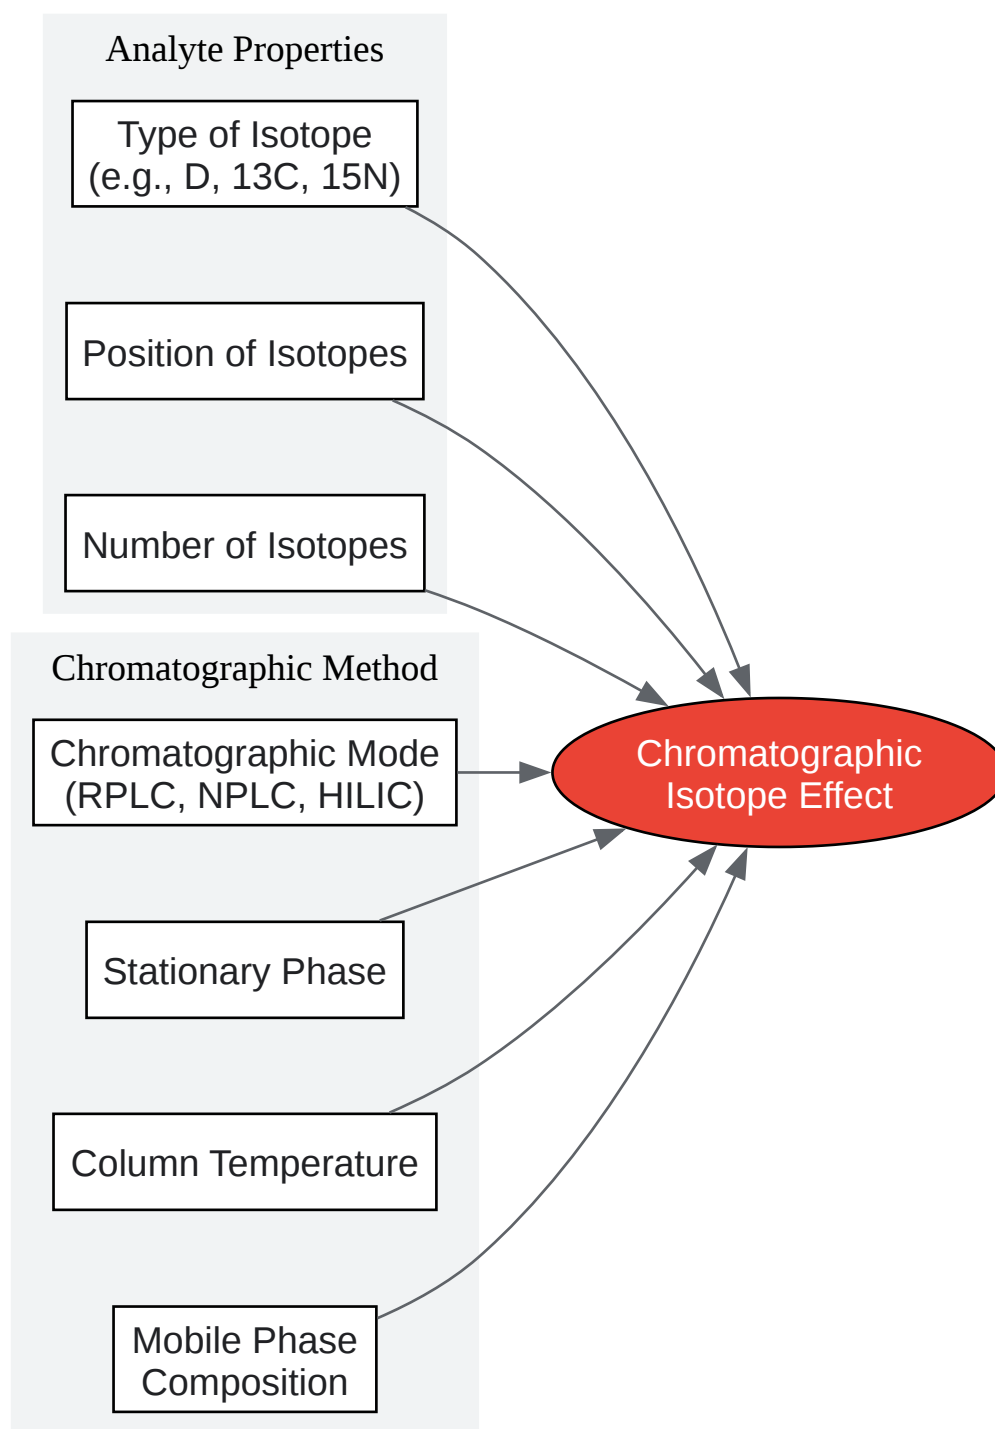 Analyte Properties
Type of Isotope
(e.g., D, 13C, 15N)
Position of Isotopes
Number of Isotopes
Chromatographic Method
Chromatographic Mode
(RPLC, NPLC, HILIC)
Chromatographic
Isotope Effect
Stationary Phase
Column Temperature
Mobile Phase
Composition